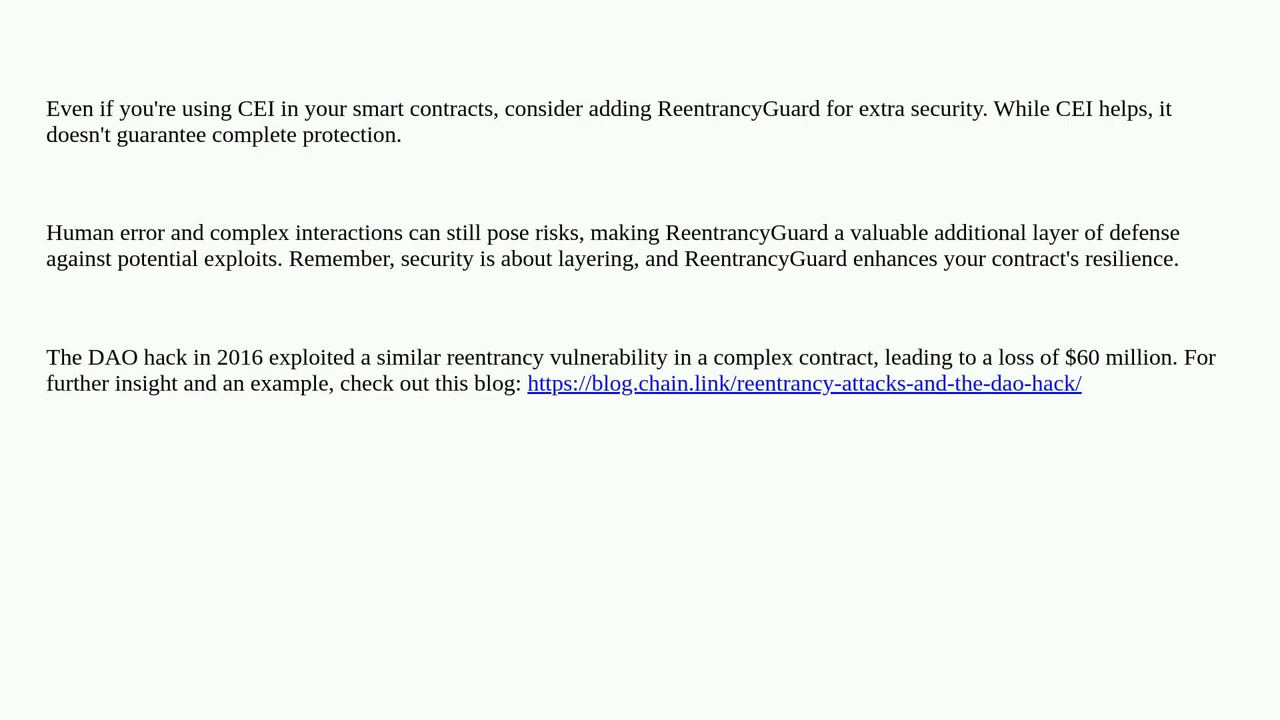 Even if you're using CEI in your smart contracts, consider adding ReentrancyGuard for extra security. While CEI helps, it
doesn't guarantee complete protection.
Human error and complex interactions can still pose risks, making ReentrancyGuard a valuable additional layer of defense
against potential exploits. Remember, security is about layering, and ReentrancyGuard enhances your contract's resilience.
The DAO hack in 2016 exploited a similar reentrancy vulnerability in a complex contract, leading to a loss of $60 million. For
further insight and an example, check out this blog: https://blog.chain.link/reentrancy-attacks-and-the-dao-hack/